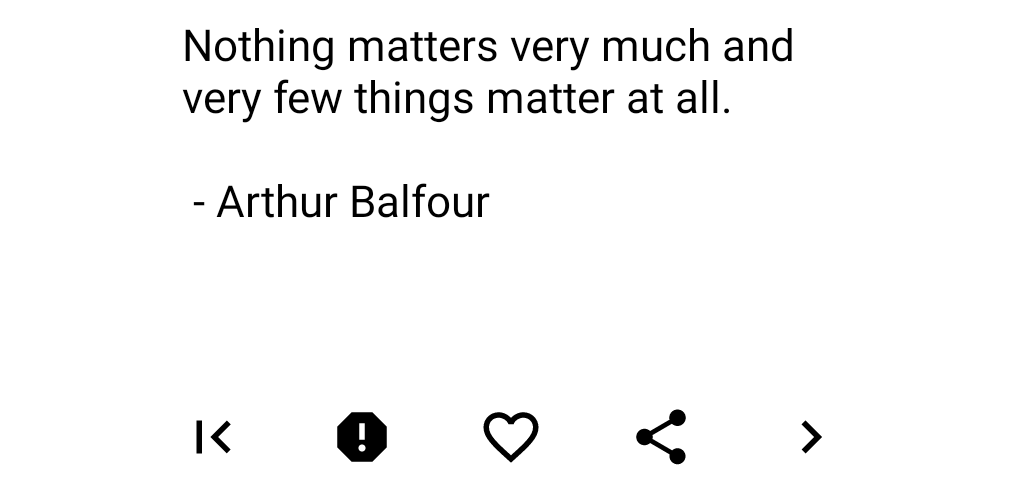 Nothing matters very much and
very few things matter at all.
- Arthur Balfour